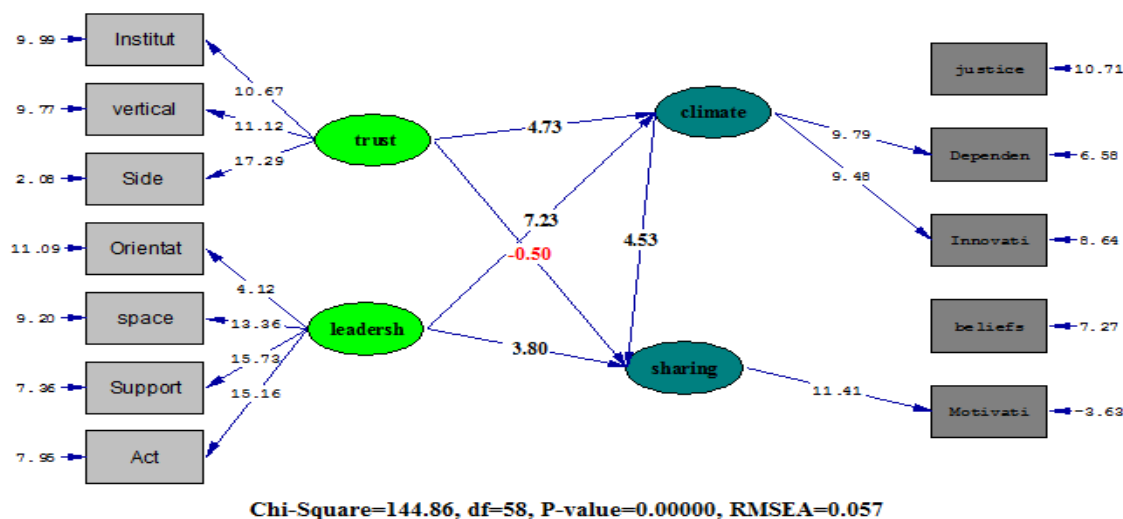 9.99 Institut
10.67
9.77 vertical
11.12
2.08 Side
17.29
trust
11.09 Orientat
4.12
9.20 space
13.36
7.36 Support
15.73
7.95 Act
15.16
leadersh
4.73
7.23
-0.50
4.53
3.80
climate
sharing
9.79
9.48
11.41
justice 10.71
Dependen 6.58
Innovati 8.64
beliefs 7.27
Motivati -3.63
Chi-Square=144.86, df=58, P-value=0.00000, RMSEA=0.057